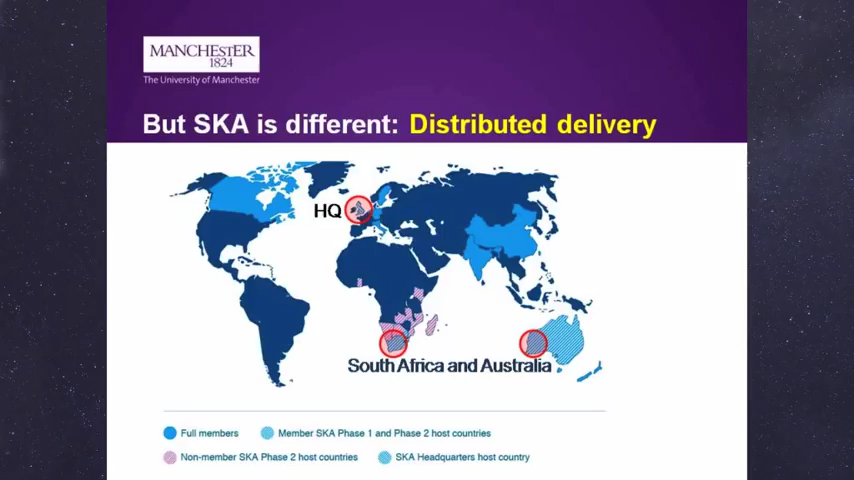 MANCHESTER
1824
The University of Manchester
But SKA is different: Distributed delivery
HQ
South Africa and Australia
Full members
Member SKA Phase 1 and Phase 2 host countries
Non-member SKA Phase 2 host countries
SKA Headquarters host country